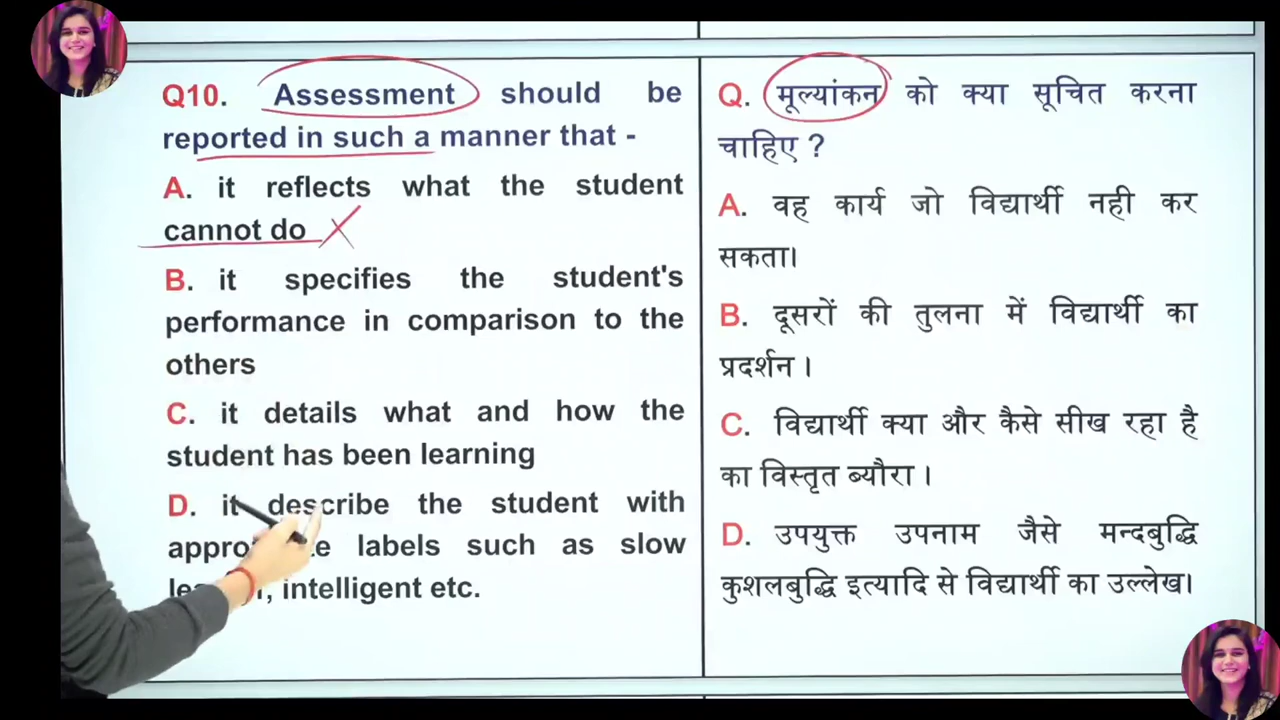 Q10. Assessment should be
reported in such a manner that -
A. it reflects what the student
cannot do
B. it specifies the student's
performance in comparison to the
others
C. it details what and how the
student has been learning
D. it describe the student with
labels such as slow
intelligent etc.
Q. मूल्यांकन को क्या सूचित करना
चाहिए ?
A. वह कार्य जो विद्यार्थी नही कर
सकता।
B. दूसरों की तुलना में विद्यार्थी का
प्रदर्शन ।
C. विद्यार्थी क्या और कैसे सीख रहा है
का विस्तृत ब्यौरा ।
D. उपयुक्त उपनाम जैसे मन्दबुद्धि
कुशलबुद्धि इत्यादि से विद्यार्थी का उल्लेख।